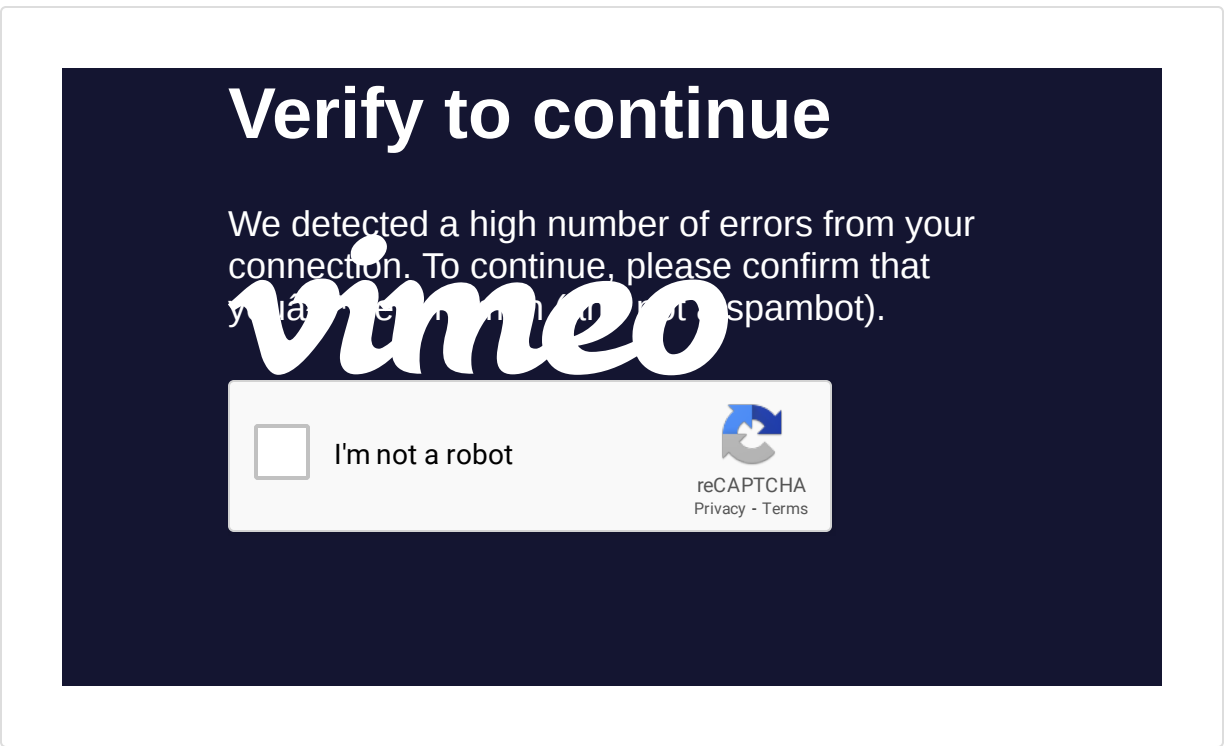 Verify to continue
We detected a high number of errors from your
connection. To continue, please confirm that
not a spambot).
vimeo
I'm not a robot
reCAPTCHA
Privacy - Terms